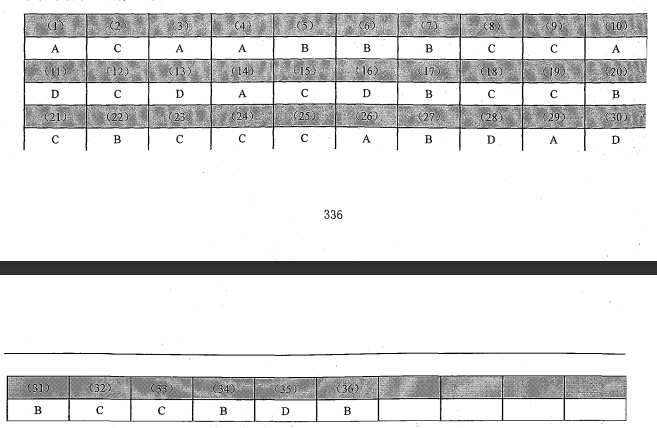 (1) (2) (3) (4) (5) (6) (7) (8) (9) (10)
A C A A B B B C C A
(11) (12) (13) (14) (15) (16) (17) (18) (19) (20)
D C D A C D B C C B
(21) (22) (23) (24) (25) (26) (27) (28) (29) (30)
C B C C C A B D A D
336
(31) (32) (33) (34) (35) (36)
B C C B D B